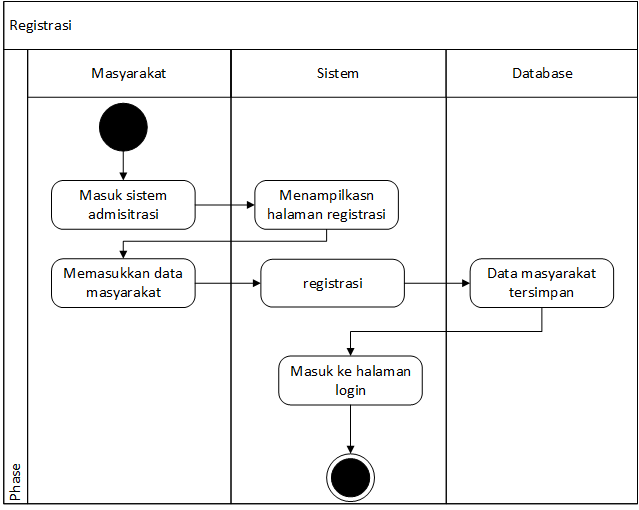 Registrasi
Masyarakat
Sistem
Database
Masuk sistem
admisitrasi
Menampilkasn
halaman registrasi
Memasukkan data
masyarakat
registrasi
Data masyarakat
tersimpan
Masuk ke halaman
login
Phase